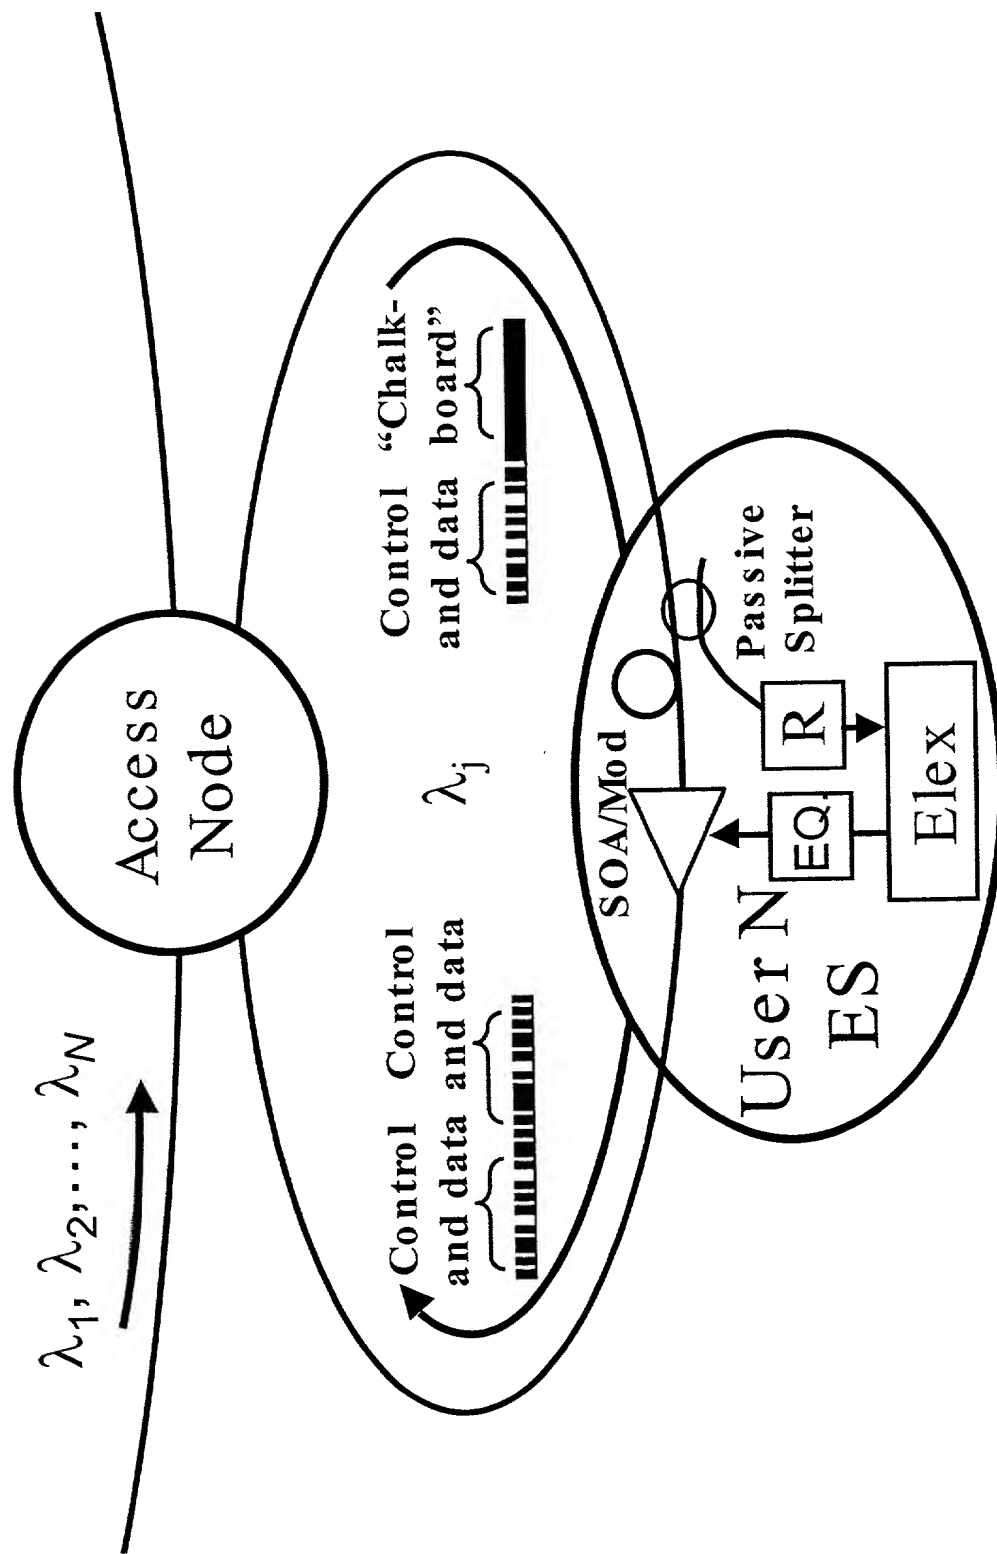 λ1, λ2,..., λN
Access
Node
Control Control
and data and data
λj
Control “Chalk-
and data board”
SOA/Mod
User N
ES
EQ.
R
Passive
Splitter
Elex